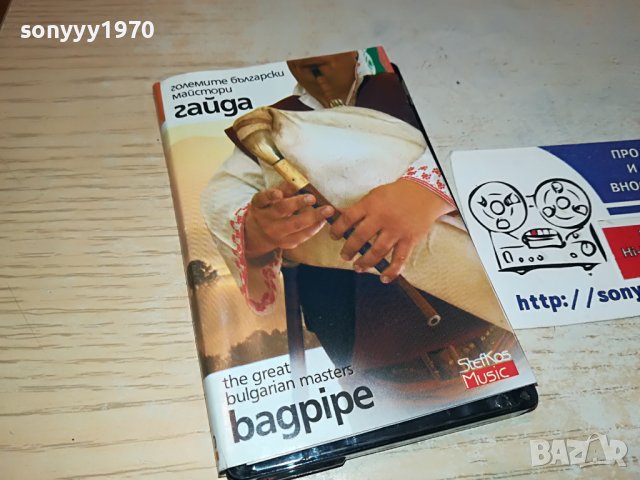 sonyyy1970
големите български
майстори
гайда
the great
bulgarian masters
bagpipe
Stefkos
Music
ПРО
И
ВНО
Hi-
http://sony
BAZAR